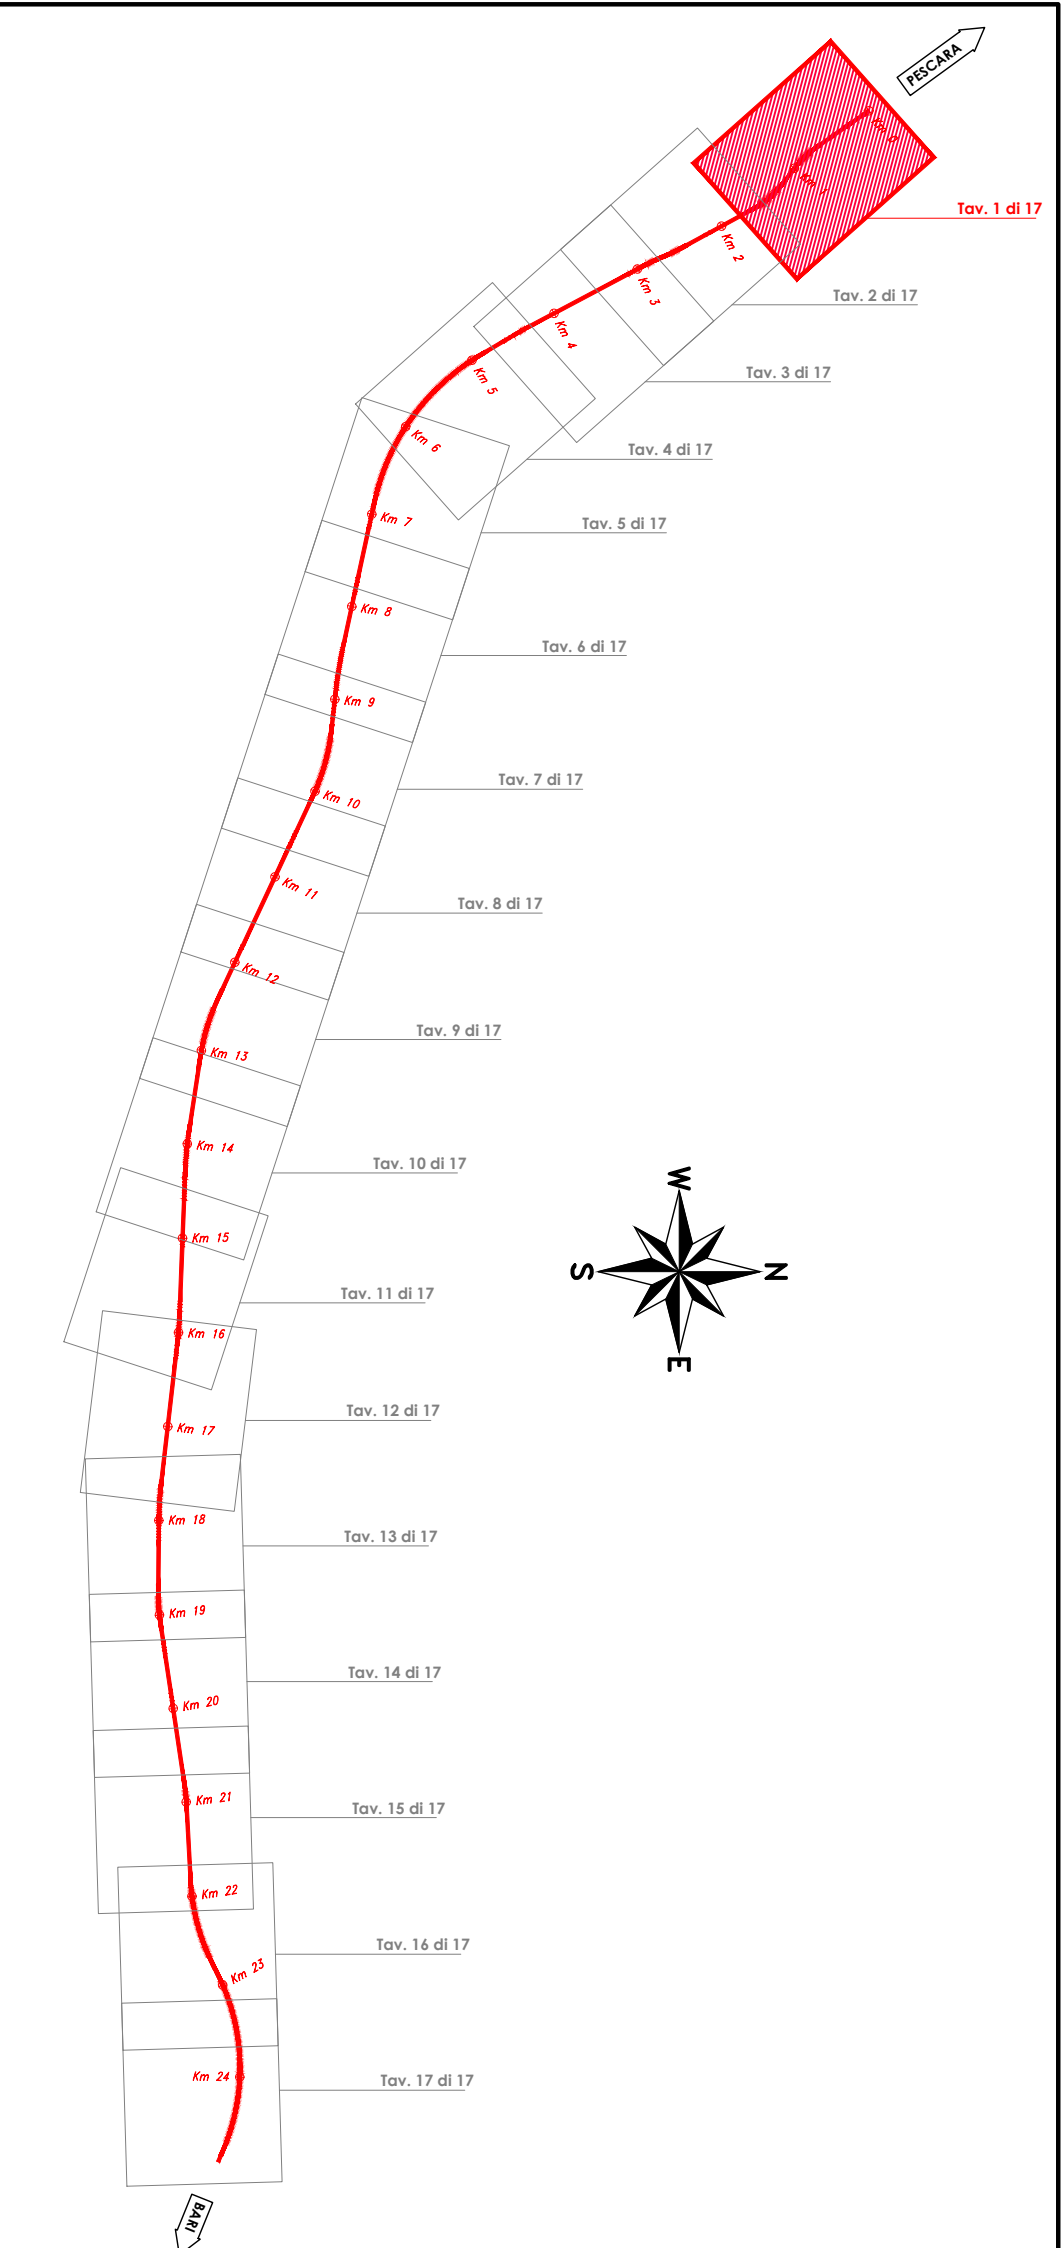 PESCARA
Km 0
Km 1
Tav. 1 di 17
Km 2
Km 3
Tav. 2 di 17
Km 4
Tav. 3 di 17
Km 5
Km 6
Tav. 4 di 17
Km 7
Tav. 5 di 17
Km 8
Tav. 6 di 17
Km 9
Tav. 7 di 17
Km 10
Km 11
Tav. 8 di 17
Km 12
Tav. 9 di 17
Km 13
Km 14
Tav. 10 di 17
W
N
S
E
Km 15
Tav. 11 di 17
Km 16
Tav. 12 di 17
Km 17
Km 18
Tav. 13 di 17
Km 19
Tav. 14 di 17
Km 20
Km 21
Tav. 15 di 17
Km 22
Tav. 16 di 17
Km 23
Km 24
Tav. 17 di 17
BARI